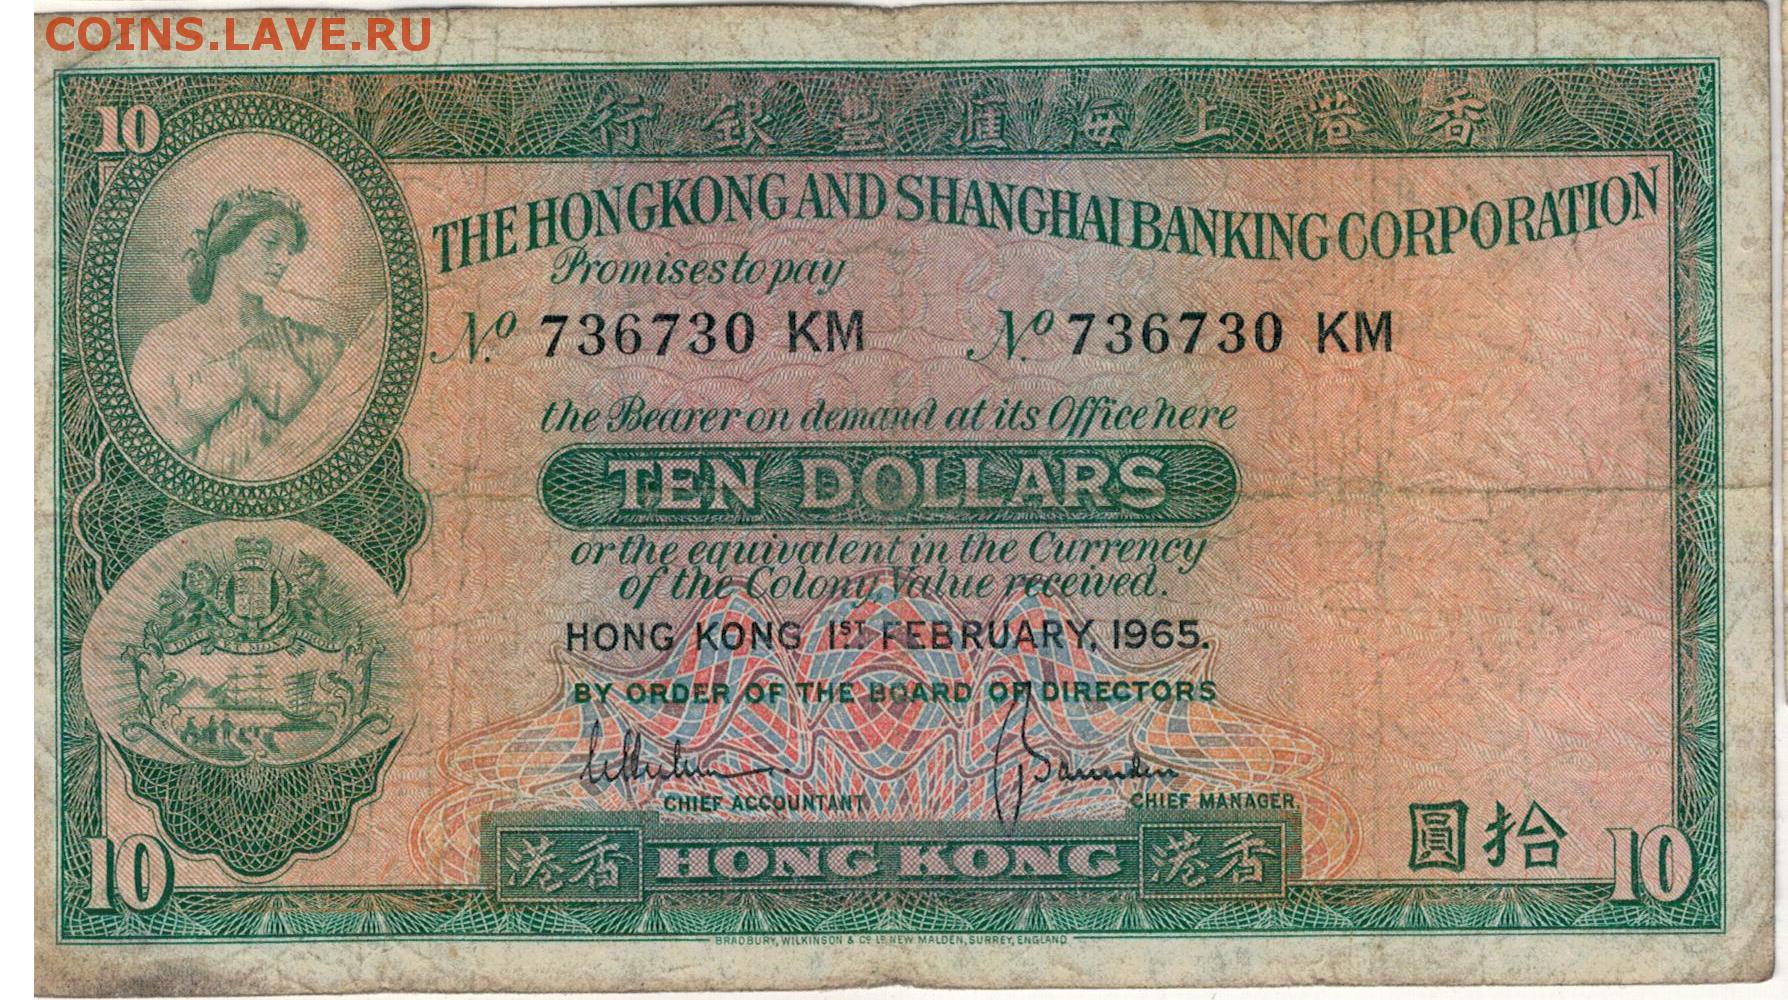 COINS.LAVE.RU
10
行銀豐滙海上港香
THE HONGKONG AND SHANGHAI BANKING CORPORATION
Promises to pay
No. 736730 KM No. 736730 KM
the Bearer on demand at its Office here
TEN DOLLARS
or the equivalent in the Currency
of the Colony, Value received.
HONG KONG 1ST. FEBRUARY, 1965.
BY ORDER OF THE BOARD OF DIRECTORS
CHIEF ACCOUNTANT.
CHIEF MANAGER.
10
港香
HONG KONG
港香
圓拾
10
BRADBURY, WILKINSON & Co. Ld. NEW MALDEN, SURREY, ENGLAND